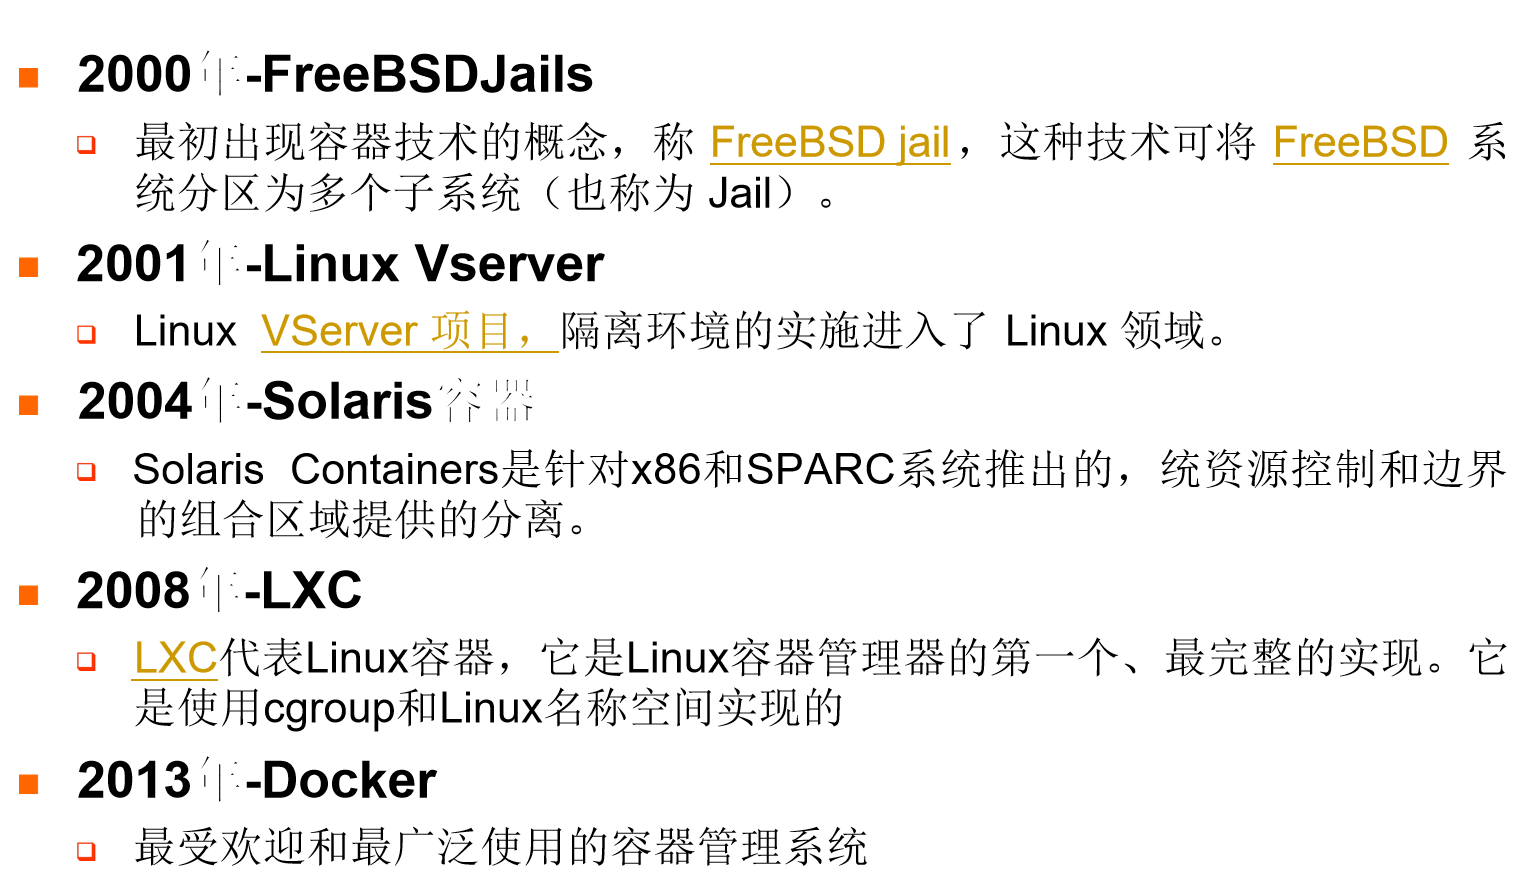 2000年-FreeBSDJails
最初出现容器技术的概念，称 FreeBSD jail，这种技术可将 FreeBSD 系
统分区为多个子系统（也称为 Jail）。
2001年-Linux Vserver
Linux VServer 项目，隔离环境的实施进入了 Linux 领域。
2004年-Solaris容器
Solaris Containers是针对x86和SPARC系统推出的，统资源控制和边界
的组合区域提供的分离。
2008年-LXC
LXC代表Linux容器，它是Linux容器管理器的第一个、最完整的实现。它
是使用cgroup和Linux名称空间实现的
2013年-Docker
最受欢迎和最广泛使用的容器管理系统